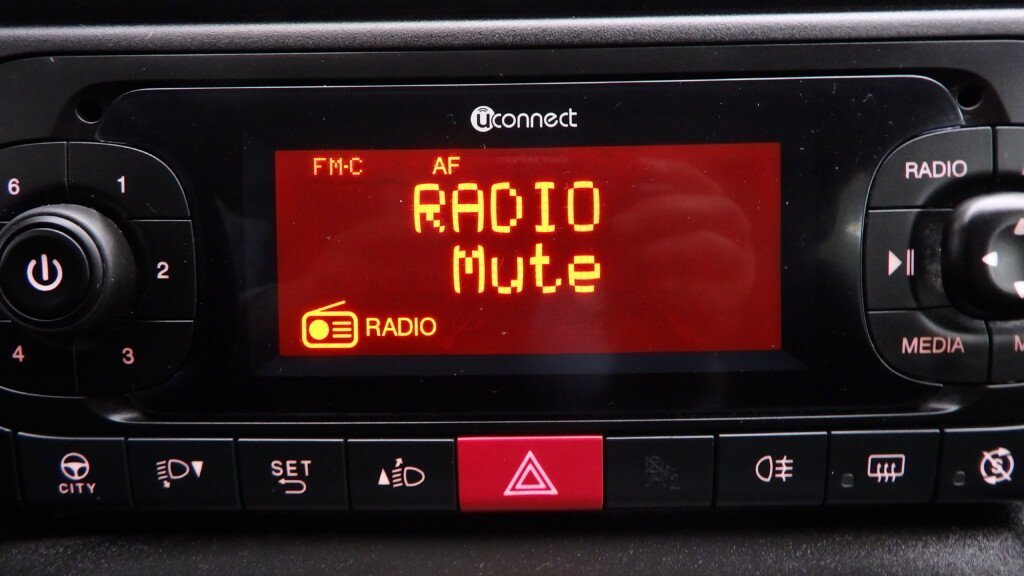 uconnect
FM-C AF
RADIO
Mute
RADIO
6
1
2
3
4
RADIO
MEDIA
M
CITY
SET